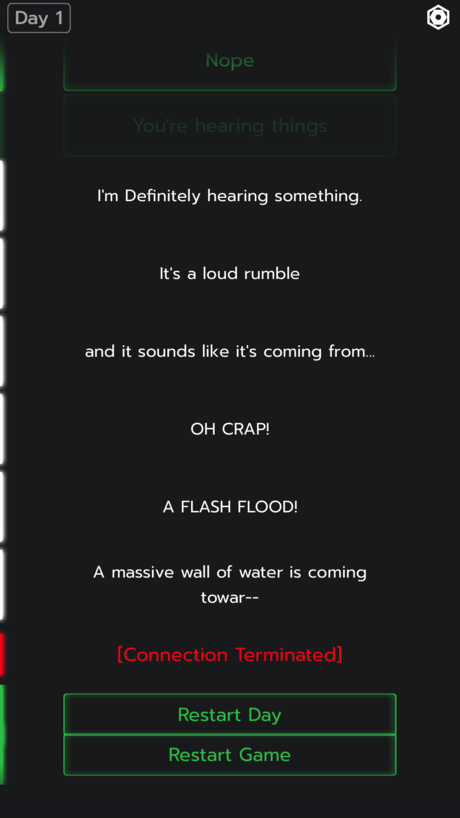 Day 1
Nope
You're hearing things
I'm Definitely hearing something.
It's a loud rumble
and it sounds like it's coming from...
OH CRAP!
A FLASH FLOOD!
A massive wall of water is coming
towar--
[Connection Terminated]
Restart Day
Restart Game